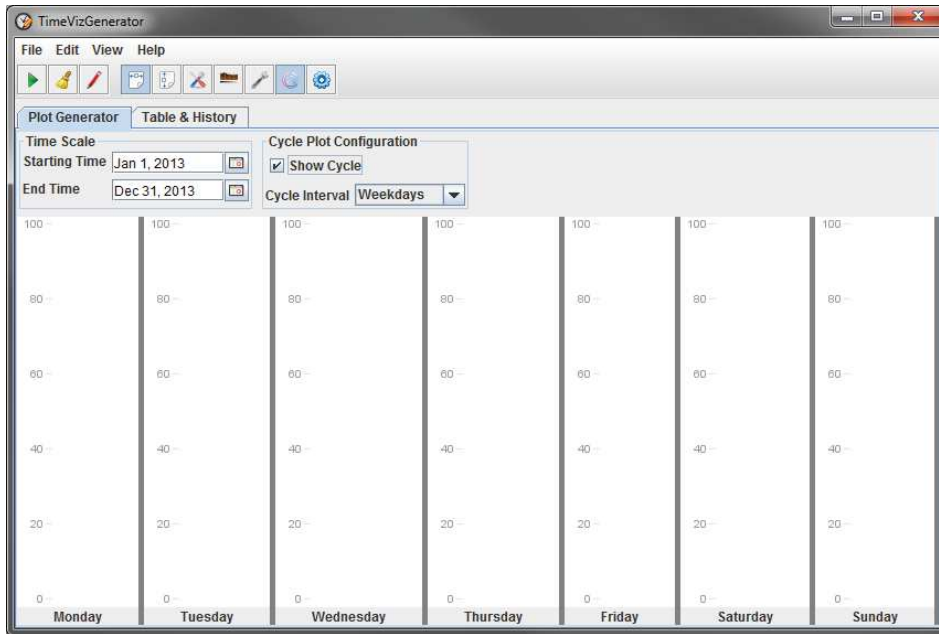 TimeVizGenerator
File Edit View Help
Plot Generator Table & History
Time Scale
Starting Time Jan 1, 2013
End Time Dec 31, 2013
Cycle Plot Configuration
Show Cycle
Cycle Interval Weekdays
100 100 100 100 100 100 100
80 80 80 80 80 80 80
60 60 60 60 60 60 60
40 40 40 40 40 40 40
20 20 20 20 20 20 20
0 0 0 0 0 0 0
Monday Tuesday Wednesday Thursday Friday Saturday Sunday